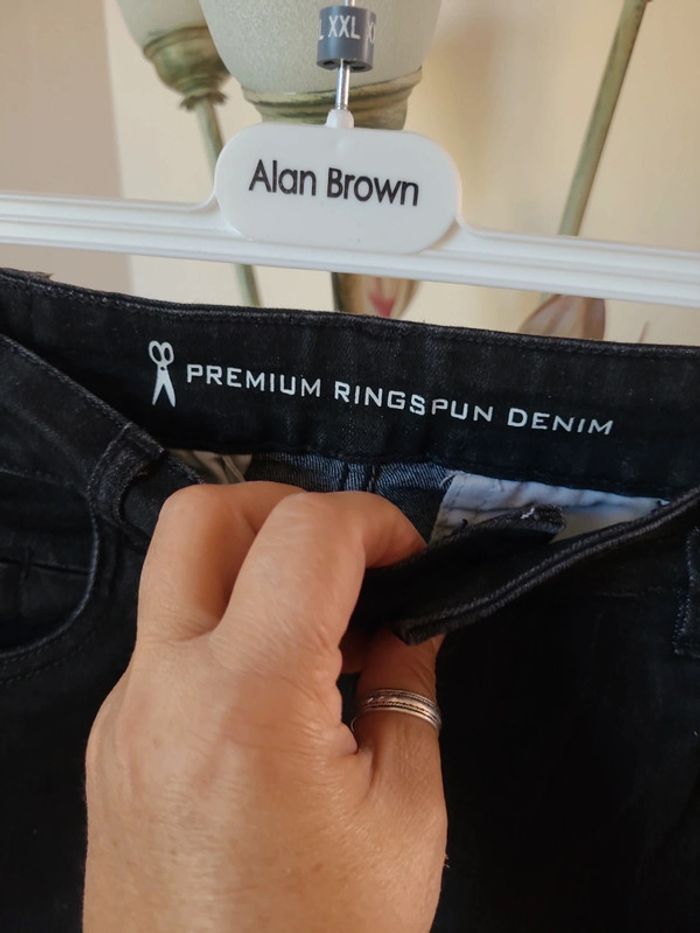 L XXL X
Alan Brown
PREMIUM RINGSPUN DENIM